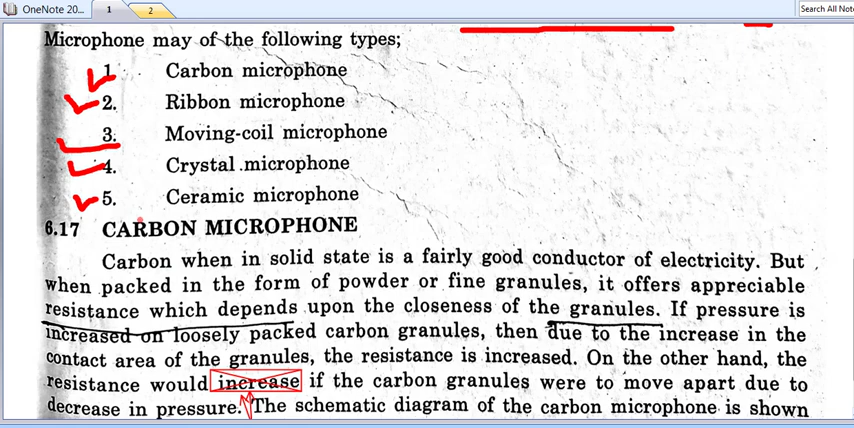 OneNote 20...
1
2
Search All Not
Microphone may of the following types;
1 Carbon microphone
2. Ribbon microphone
3. Moving-coil microphone
4. Crystal microphone
5. Ceramic microphone
6.17 CARBON MICROPHONE
Carbon when in solid state is a fairly good conductor of electricity. But
when packed in the form of powder or fine granules, it offers appreciable
resistance which depends upon the closeness of the granules. If pressure is
increased on loosely packed carbon granules, then due to the increase in the
contact area of the granules, the resistance is increased. On the other hand, the
resistance would increase if the carbon granules were to move apart due to
decrease in pressure. The schematic diagram of the carbon microphone is shown